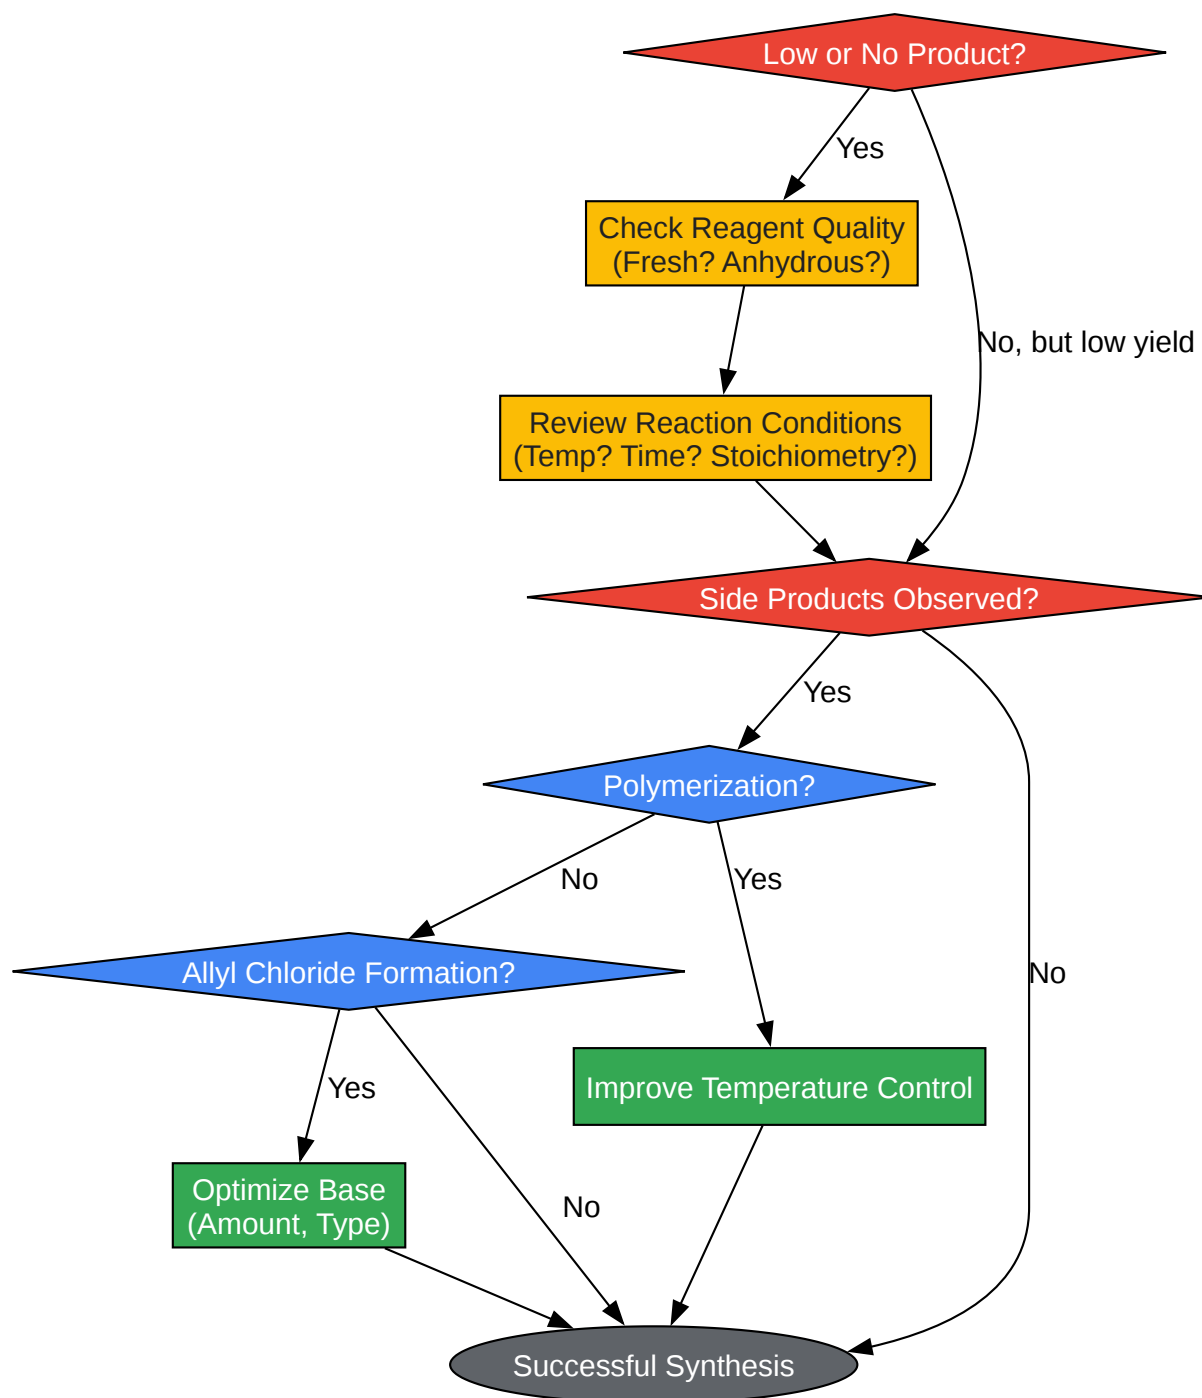 Low or No Product?
Yes
Check Reagent Quality
(Fresh? Anhydrous?)
No, but low yield
Review Reaction Conditions
(Temp? Time? Stoichiometry?)
Side Products Observed?
Yes
Polymerization?
No
Yes
Allyl Chloride Formation?
No
Yes
Improve Temperature Control
Optimize Base
(Amount, Type)
No
Successful Synthesis